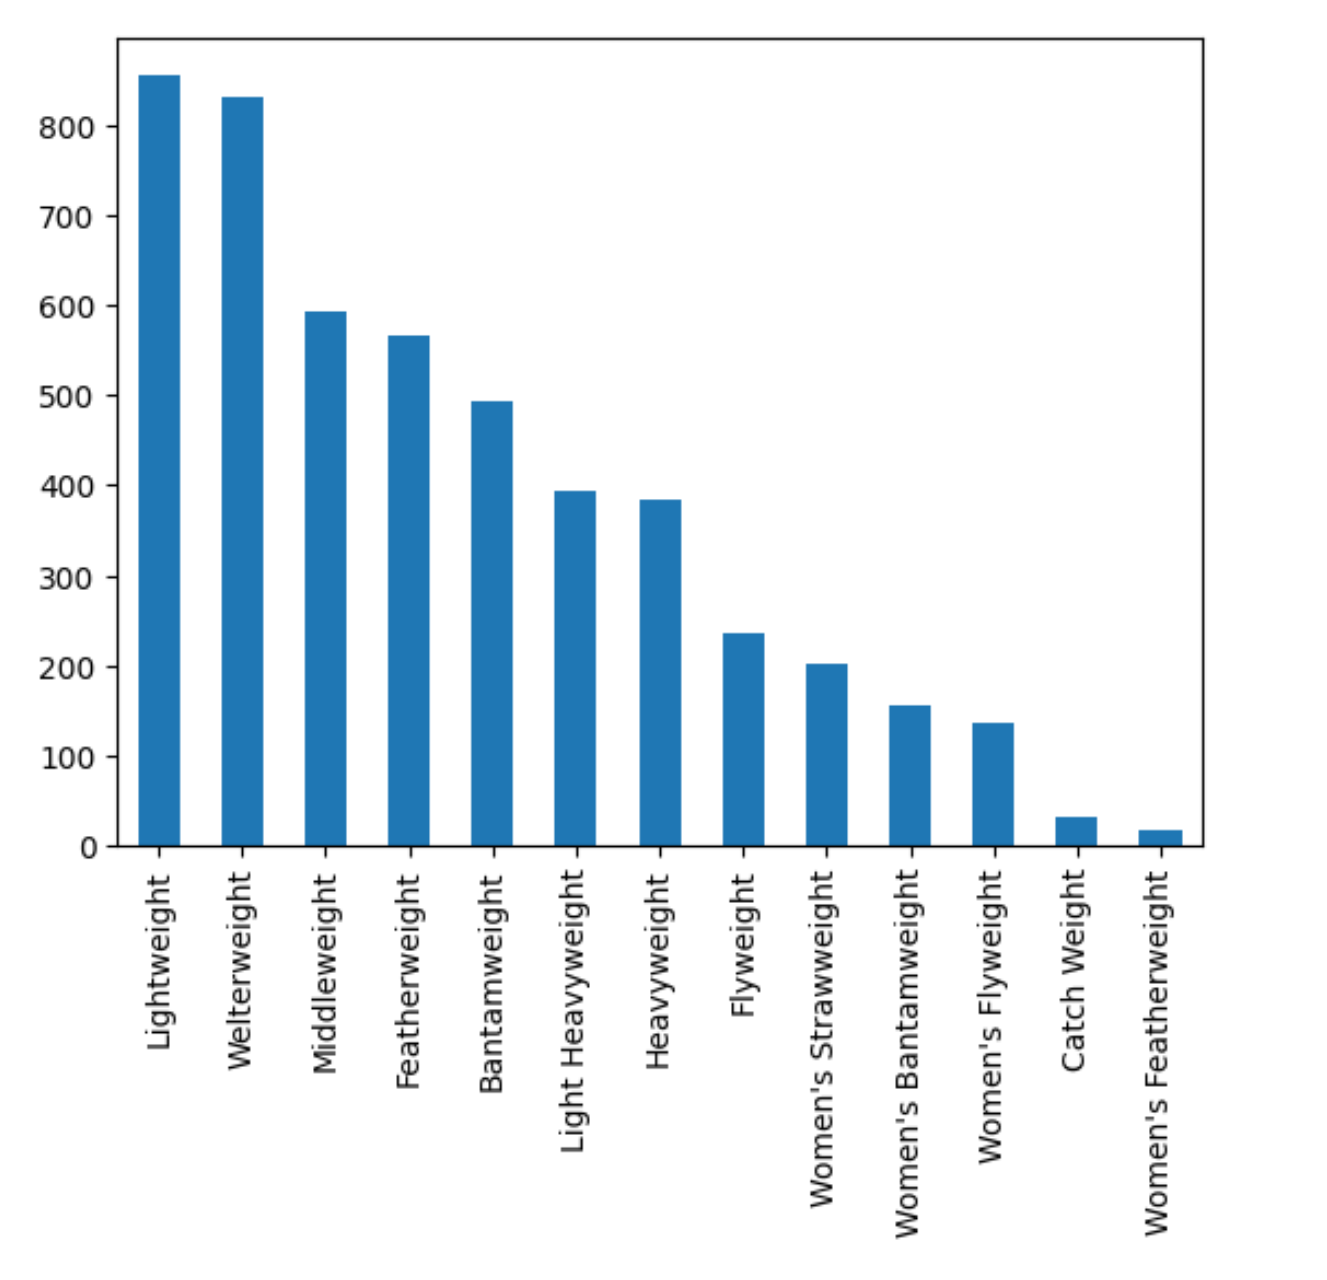 800
700
600
500
400
300
200
100
0
Lightweight
Welterweight
Middleweight
Featherweight
Bantamweight
Light Heavyweight
Heavyweight
Flyweight
Women's Strawweight
Women's Bantamweight
Women's Flyweight
Catch Weight
Women's Featherweight